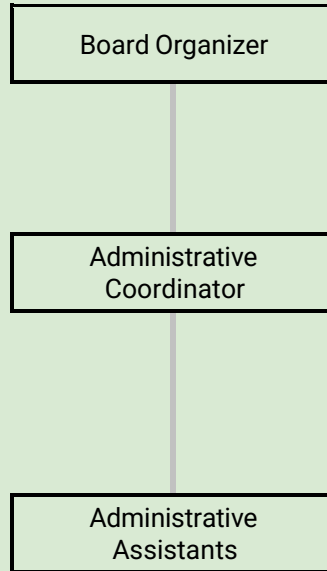 Board Organizer
Administrative
Coordinator
Administrative
Assistants